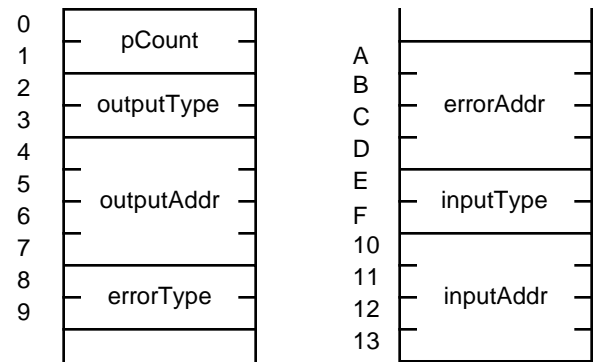 0
pCount
1
2
outputType
3
4
5
outputAddr
6
7
8
errorType
9
A
B
errorAddr
C
D
E
inputType
F
10
11
inputAddr
12
13